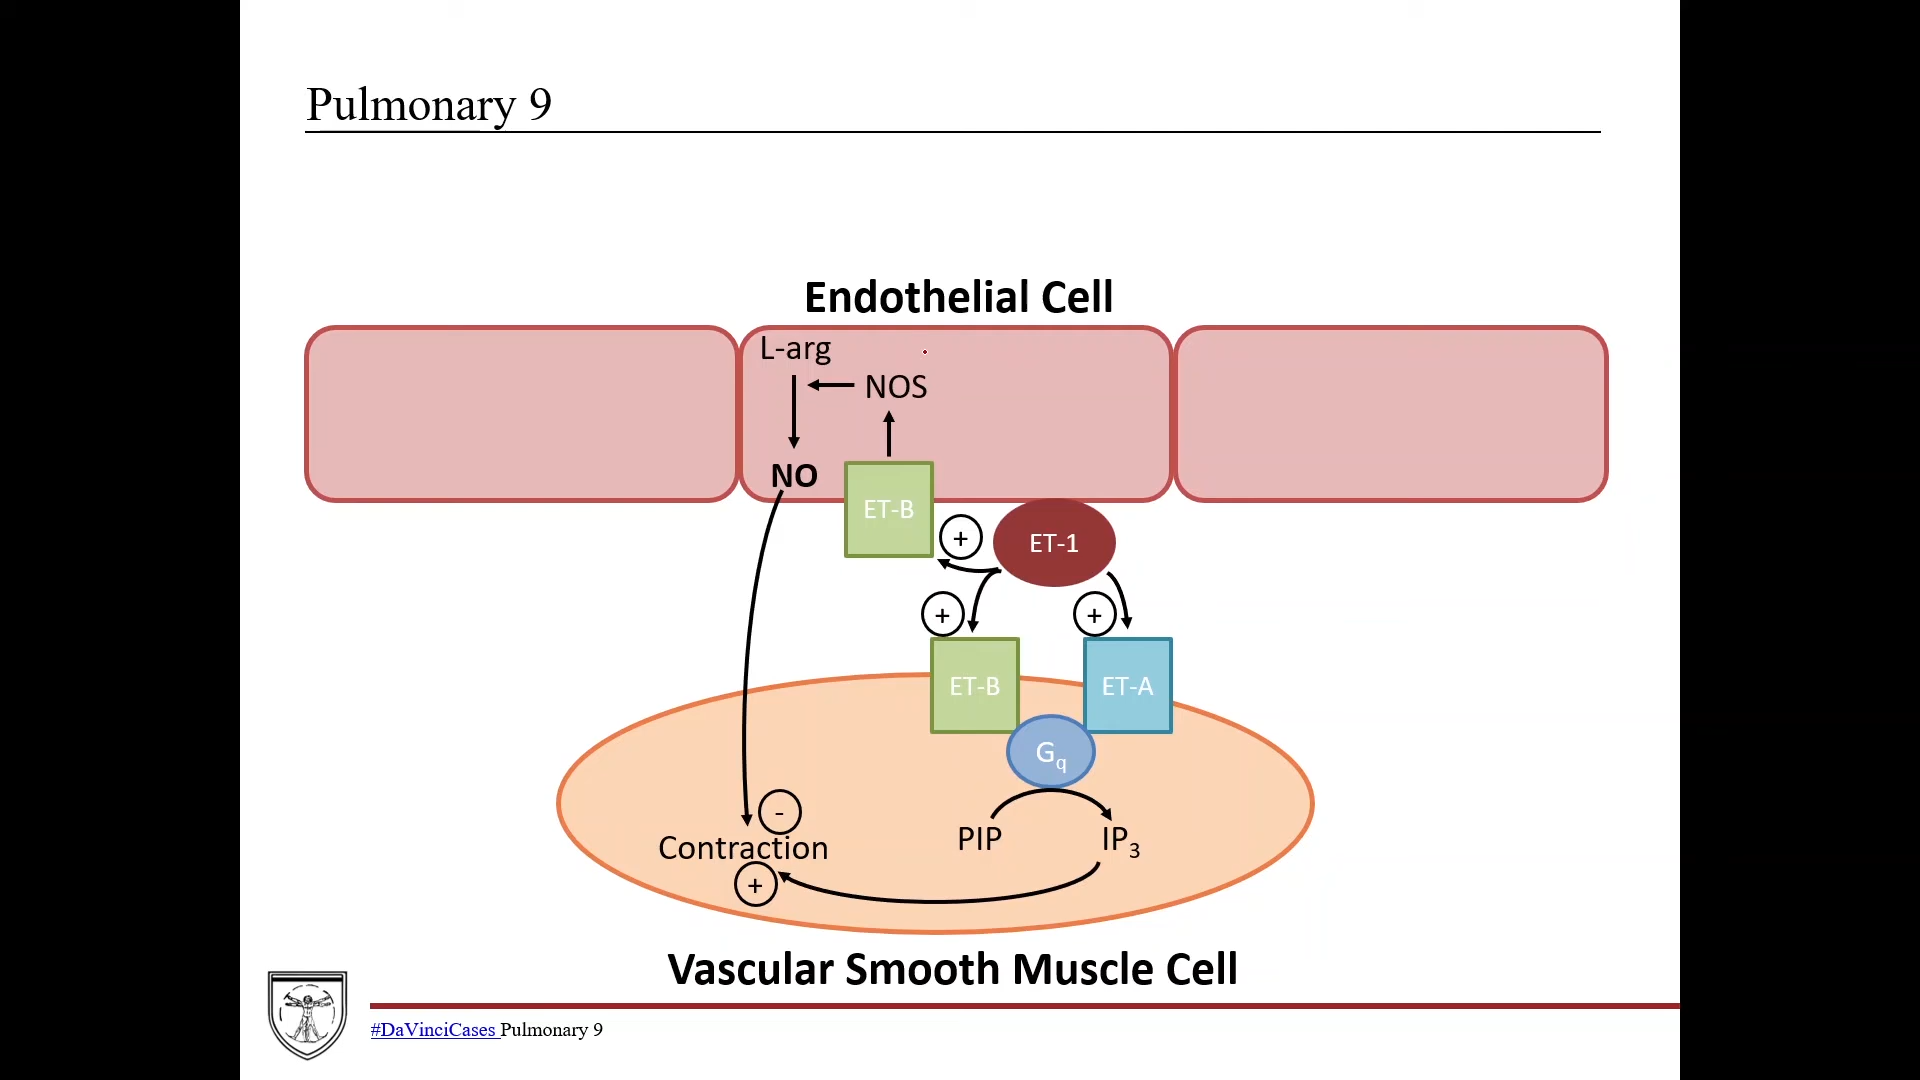 Pulmonary 9
Endothelial Cell
L-arg
NOS
NO
ET-B
+
ET-1
+
+
ET-B
ET-A
Gq
-
PIP
IP3
Contraction
+
Vascular Smooth Muscle Cell
#DaVinciCases Pulmonary 9